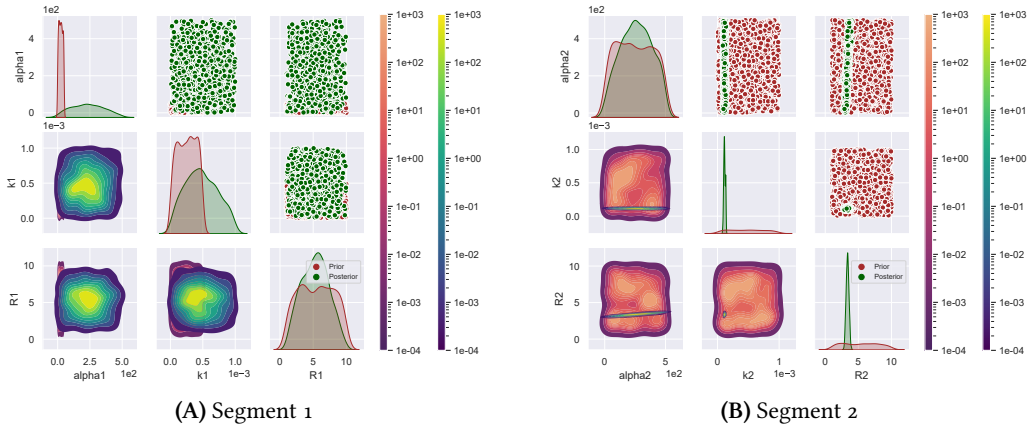 1e2
alpha1
4
2
0
1e-3
k1
1.0
0.5
0.0
R1
10
5
0
0.0 2.5 5.0
1e2
alpha1
0.0 0.5 1.0
1e-3
k1
0 5 10
R1
Prior
Posterior
1e+03
1e+02
1e+01
1e+00
1e-01
1e-02
1e-03
1e-04
1e+03
1e+02
1e+01
1e+00
1e-01
1e-02
1e-03
1e-04
(A) Segment 1
1e2
alpha2
4
2
0
1e-3
k2
1.0
0.5
0.0
R2
10
5
0
0 5
1e2
alpha2
0 1
1e-3
k2
0 5 10
R2
Prior
Posterior
1e+03
1e+02
1e+01
1e+00
1e-01
1e-02
1e-03
1e-04
1e+03
1e+02
1e+01
1e+00
1e-01
1e-02
1e-03
1e-04
(B) Segment 2